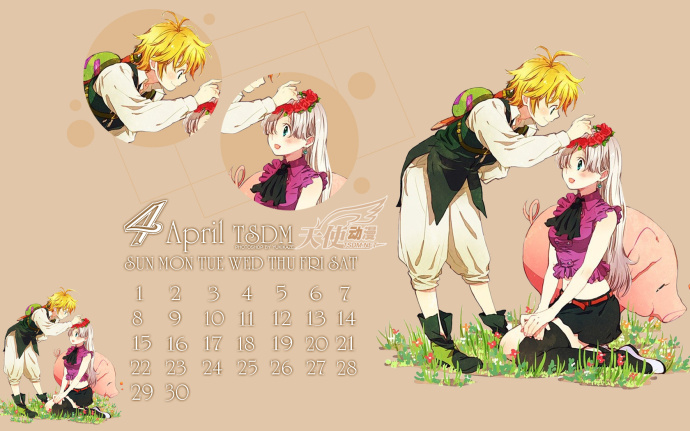 4 April TSDM 天使动漫
TSDM.NET
SUN MON TUE WED THU FRI SAT
1 2 3 4 5 6 7
8 9 10 11 12 13 14
15 16 17 18 19 20 21
22 23 24 25 26 27 28
29 30